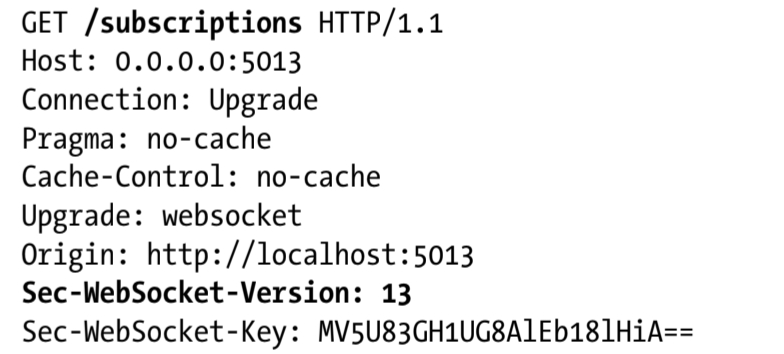 GET /subscriptions HTTP/1.1
Host: 0.0.0.0:5013
Connection: Upgrade
Pragma: no-cache
Cache-Control: no-cache
Upgrade: websocket
Origin: http://localhost:5013
Sec-WebSocket-Version: 13
Sec-WebSocket-Key: MV5U83GH1UG8AlEb18lHiA==